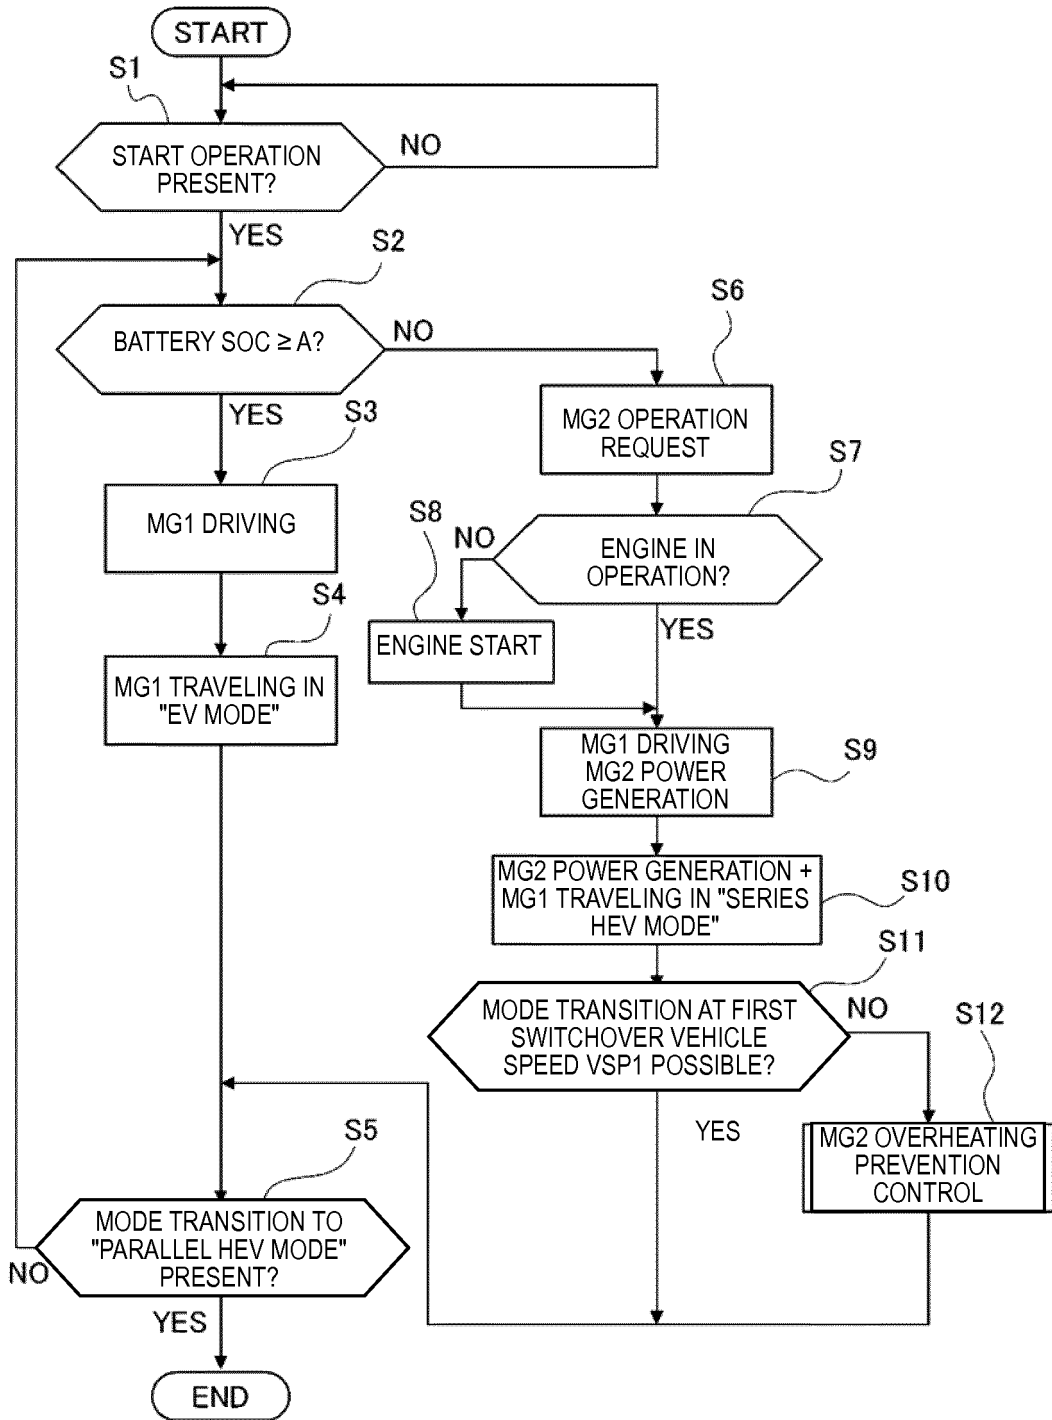 START
S1
START OPERATION
PRESENT?
NO
YES
S2
BATTERY SOC ≥ A?
NO
YES
S3
MG1 DRIVING
S4
MG1 TRAVELING IN
"EV MODE"
S6
MG2 OPERATION
REQUEST
S7
ENGINE IN
OPERATION?
NO
YES
S8
ENGINE START
S9
MG1 DRIVING
MG2 POWER
GENERATION
S10
MG2 POWER GENERATION +
MG1 TRAVELING IN "SERIES
HEV MODE"
S11
MODE TRANSITION AT FIRST
SWITCHOVER VEHICLE
SPEED VSP1 POSSIBLE?
NO
YES
S12
MG2 OVERHEATING
PREVENTION
CONTROL
S5
MODE TRANSITION TO
"PARALLEL HEV MODE"
PRESENT?
NO
YES
END